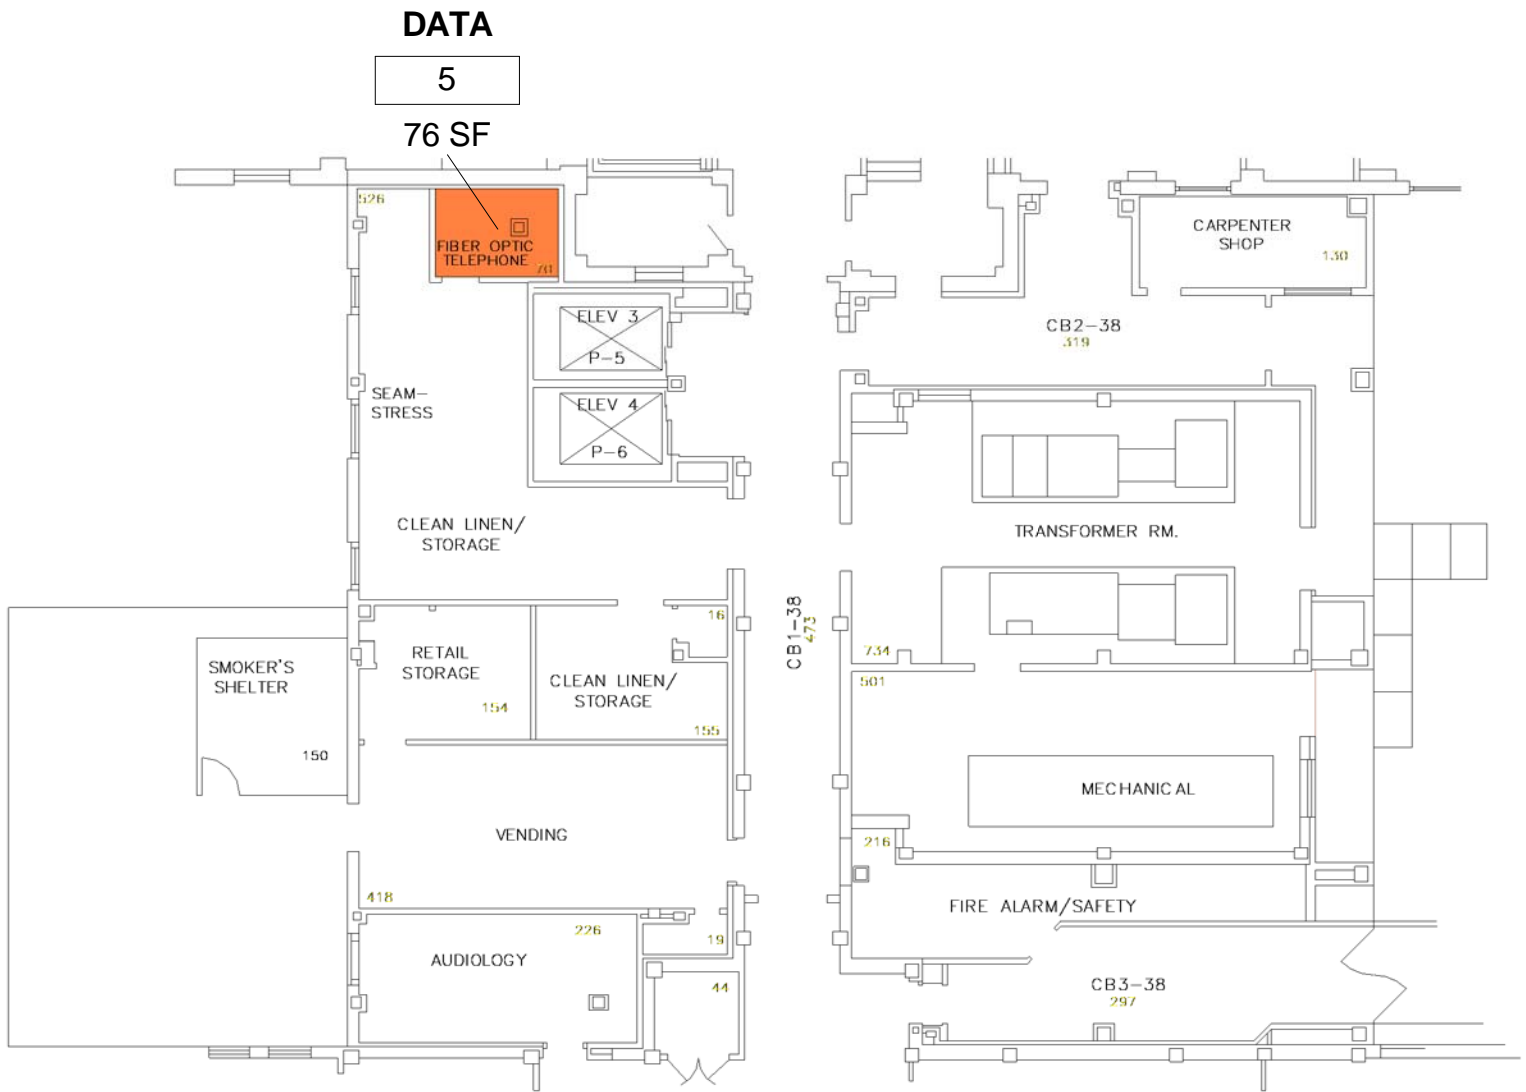 DATA
5
76 SF
526
FIBER OPTIC
TELEPHONE
70
CARPENTER
SHOP
130
ELEV 3
P-5
CB2-38
319
SEAM-
STRESS
ELEV 4
P-6
CLEAN LINEN/
STORAGE
TRANSFORMER RM.
16
CB1-38
473
RETAIL
STORAGE
154
734
501
SMOKER'S
SHELTER
150
CLEAN LINEN/
STORAGE
155
MECHANICAL
VENDING
216
418
FIRE ALARM/SAFETY
226
19
AUDIOLOGY
44
CB3-38
297